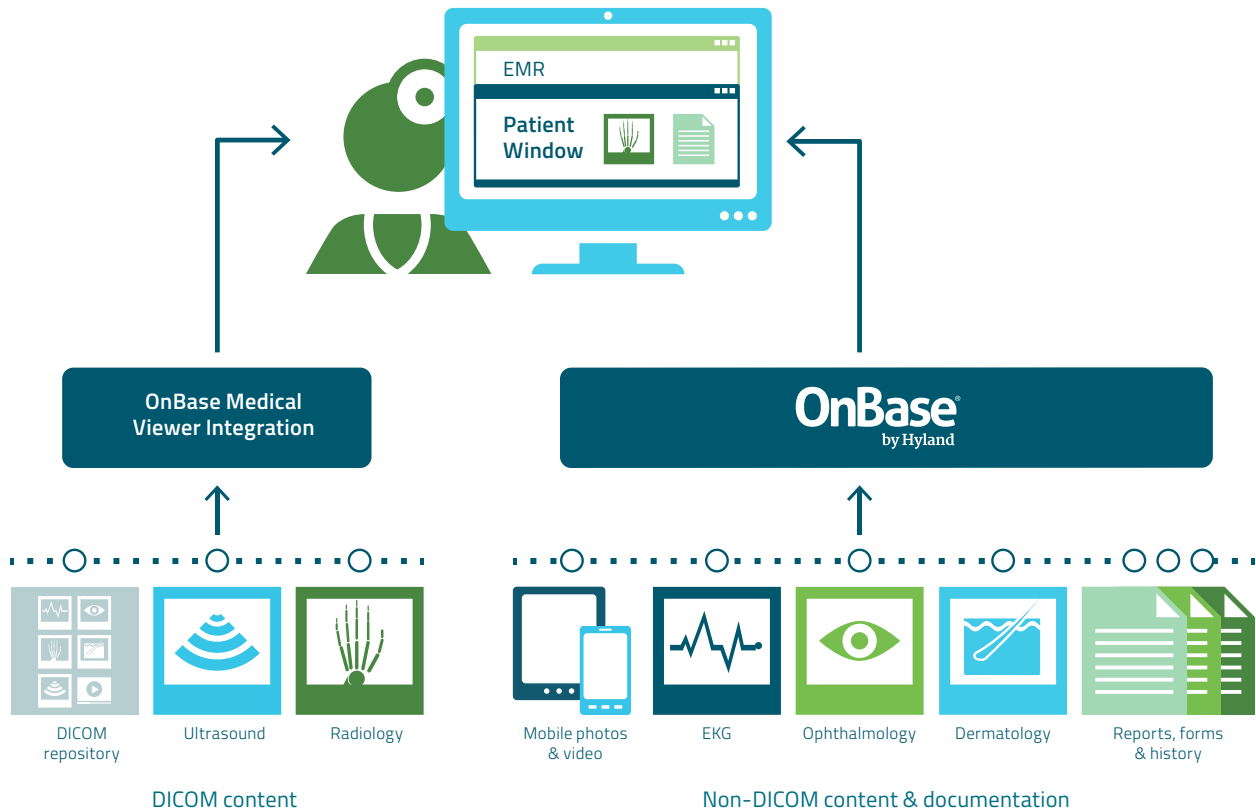 EMR
Patient
Window
OnBase Medical
Viewer Integration
OnBase®
by Hyland
DICOM
repository
Ultrasound
Radiology
Mobile photos
& video
EKG
Ophthalmology
Dermatology
Reports, forms
& history
DICOM content
Non-DICOM content & documentation